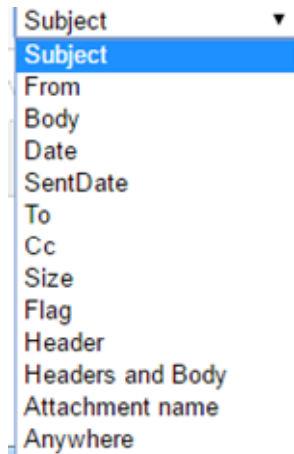 Subject
Subject
From
Body
Date
SentDate
To
Cc
Size
Flag
Header
Headers and Body
Attachment name
Anywhere